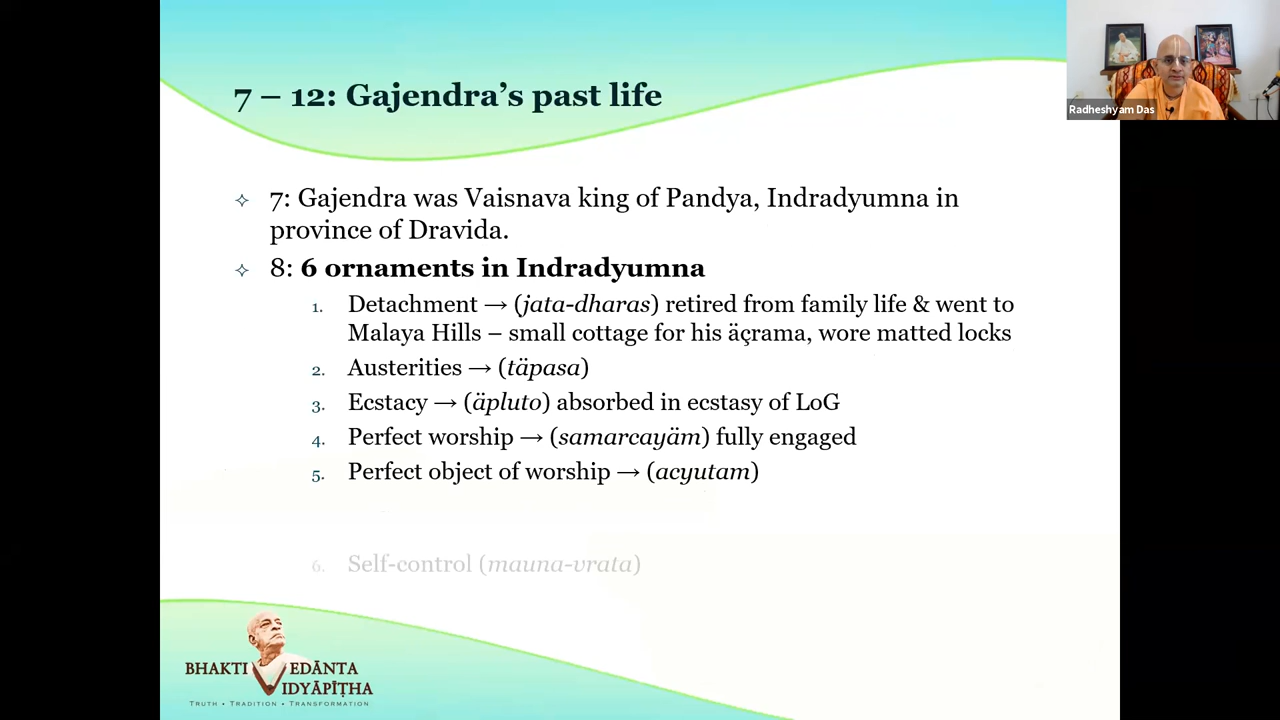 7 – 12: Gajendra's past life
Radheshyam Das
✧ 7: Gajendra was Vaisnava king of Pandya, Indradyumna in
province of Dravida.
✧ 8: 6 ornaments in Indradyumna
1. Detachment → (jata-dharas) retired from family life & went to
Malaya Hills – small cottage for his äçrama, wore matted locks
2. Austerities → (täpasa)
3. Ecstacy → (äpluto) absorbed in ecstasy of LoG
4. Perfect worship → (samarcayäm) fully engaged
5. Perfect object of worship → (acyutam)
6. Self-control (mauna-vrata)
BHAKTI VEDĀNTA
VIDYĀPĪṬHA
TRUTH • TRADITION • TRANSFORMATION